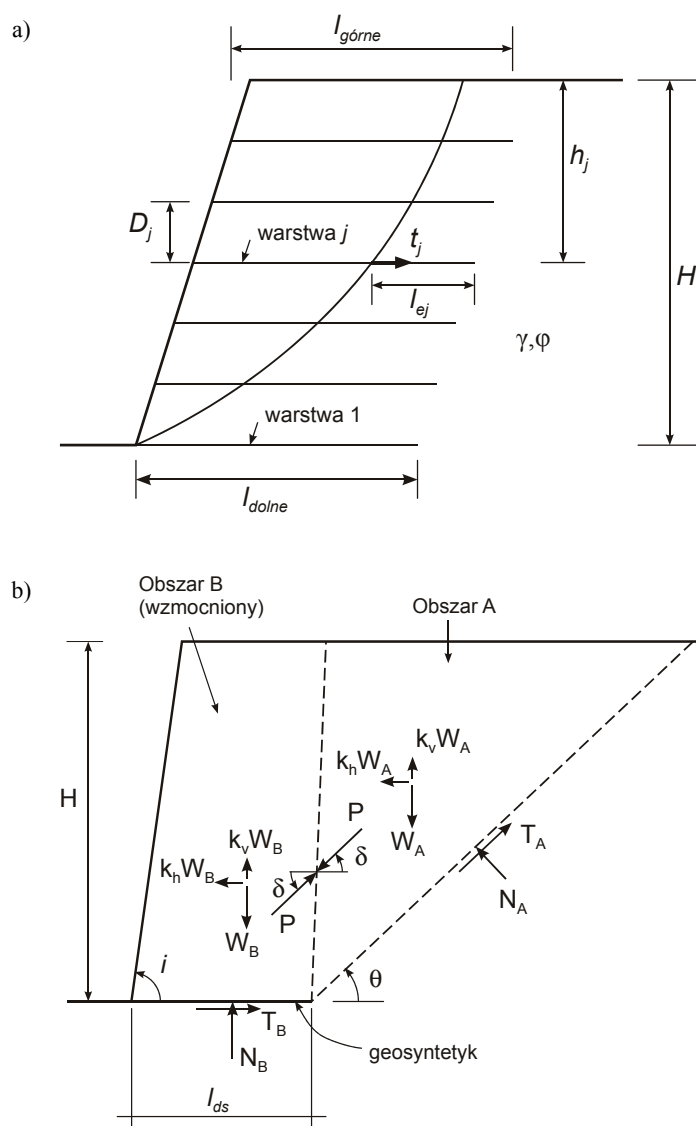 a)
l_górne
h_j
D_j
warstwa j
t_j
H
l_ej
γ,φ
warstwa 1
l_dolne
b)
Obszar B
(wzmocniony)
Obszar A
H
k_vW_A
k_hW_A
W_A
P
δ
T_A
N_A
k_vW_B
k_hW_B
δ
P
W_B
i
θ
T_B
N_B
geosyntetyk
l_ds